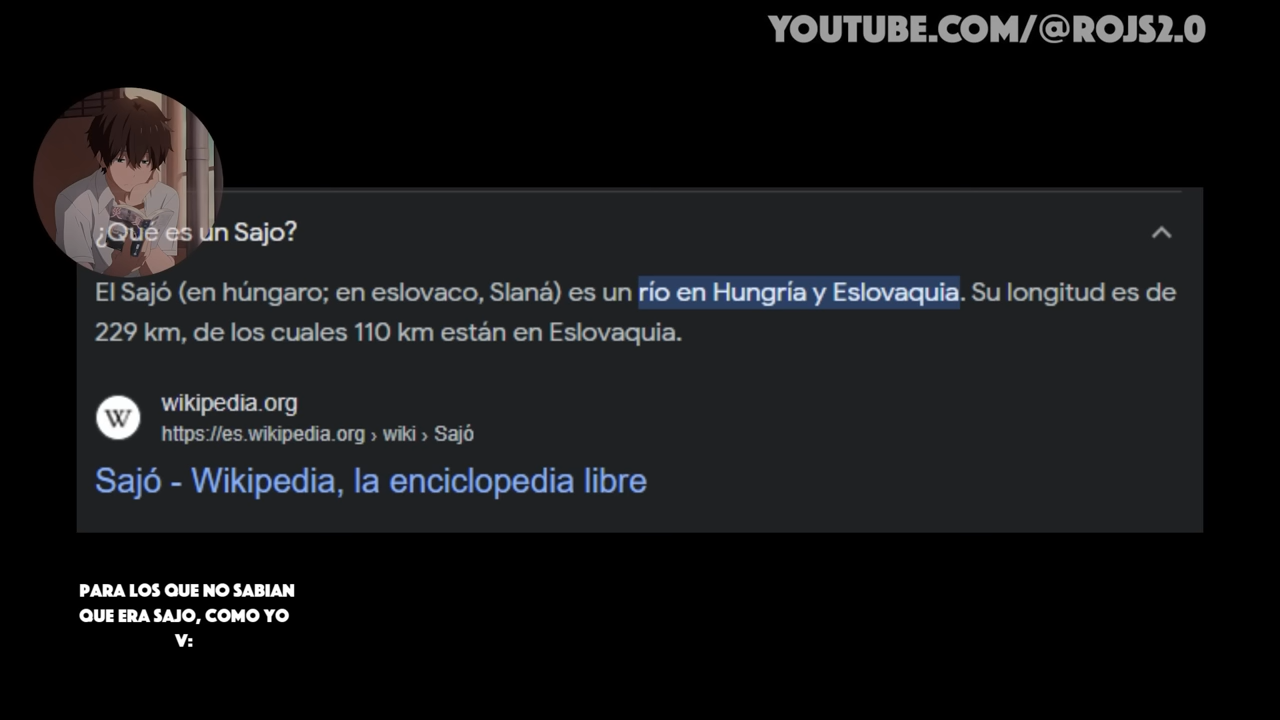 YOUTUBE.COM/@ROJS2.0
¿Qué es un Sajo?
El Sajó (en húngaro; en eslovaco, Slaná) es un río en Hungría y Eslovaquia. Su longitud es de
229 km, de los cuales 110 km están en Eslovaquia.
W
wikipedia.org
https://es.wikipedia.org › wiki › Sajó
Sajó - Wikipedia, la enciclopedia libre
PARA LOS QUE NO SABIAN
QUE ERA SAJO, COMO YO
V: